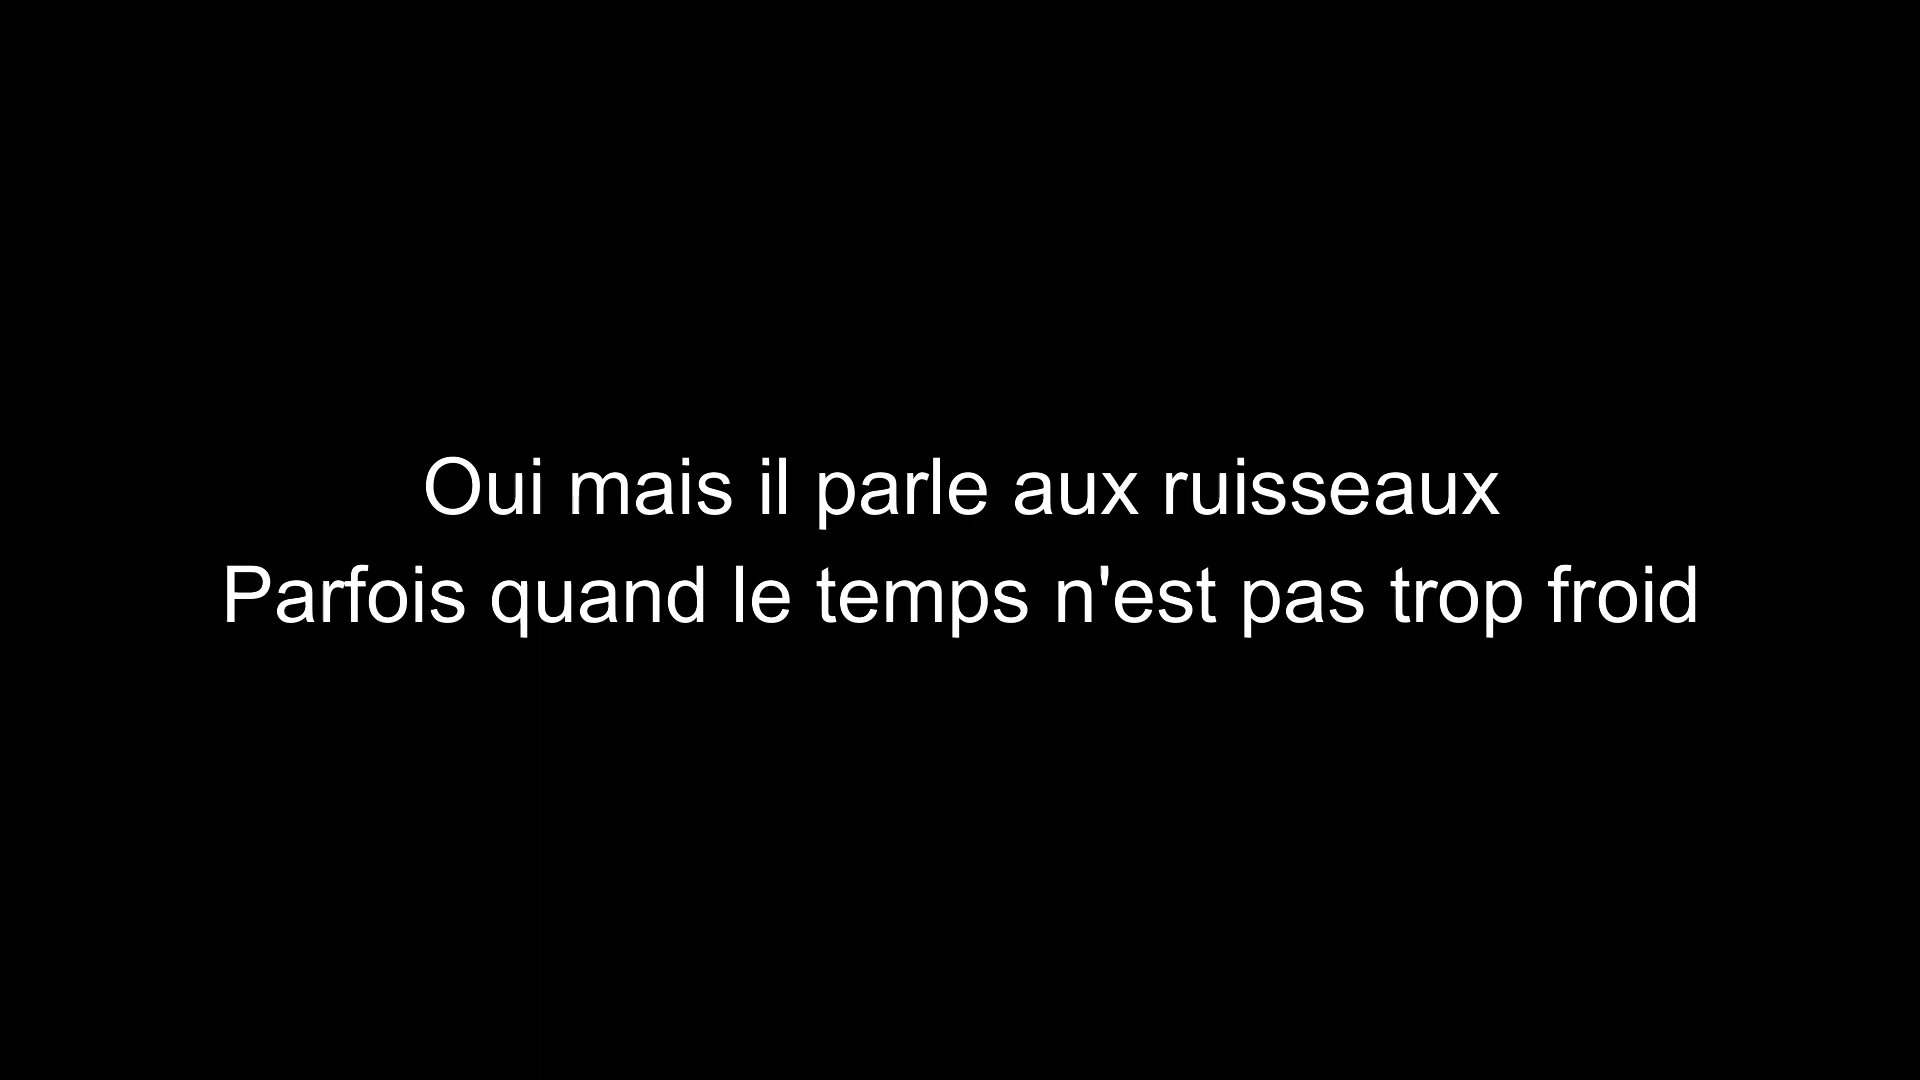 Oui mais il parle aux ruisseaux
Parfois quand le temps n'est pas trop froid